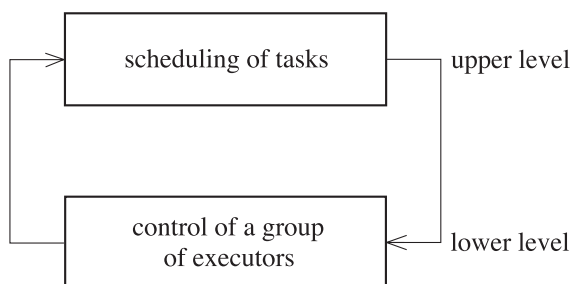 scheduling of tasks
upper level
control of a group
of executors
lower level